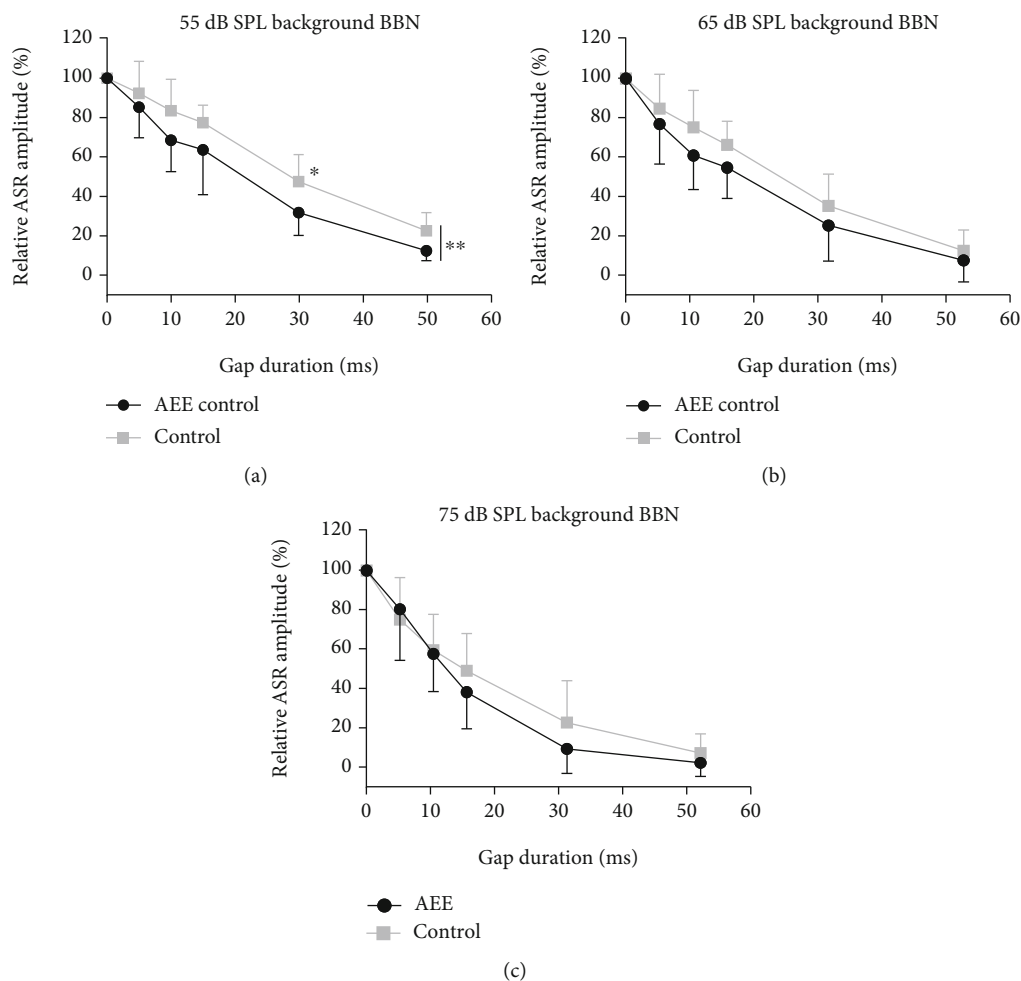 55 dB SPL background BBN
Relative ASR amplitude (%)
120
100
80
60
40
20
0
*
**
0 10 20 30 40 50 60
Gap duration (ms)
AEE control
Control
(a)
65 dB SPL background BBN
Relative ASR amplitude (%)
120
100
80
60
40
20
0
0 10 20 30 40 50 60
Gap duration (ms)
AEE control
Control
(b)
75 dB SPL background BBN
Relative ASR amplitude (%)
120
100
80
60
40
20
0
0 10 20 30 40 50 60
Gap duration (ms)
AEE
Control
(c)